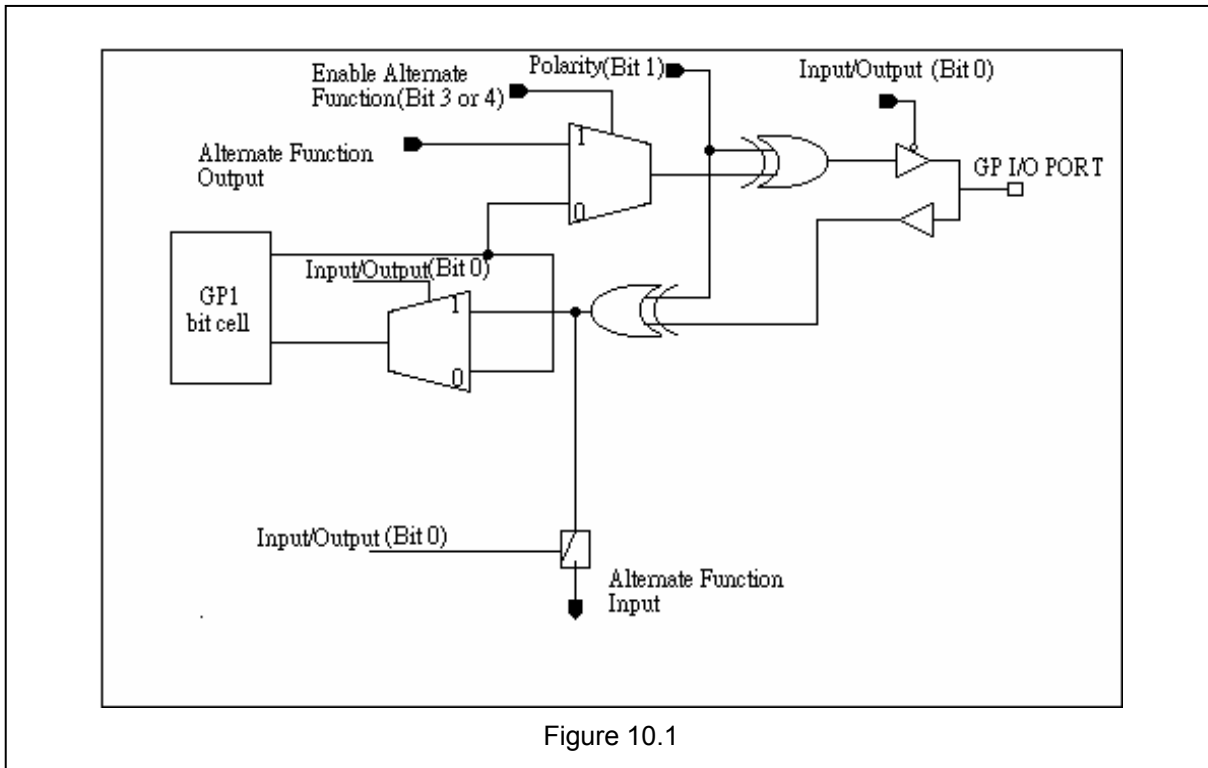 Polarity(Bit 1)
Input/Output (Bit 0)
Enable Alternate
Function(Bit 3 or 4)
1
Alternate Function
Output
GP I/O PORT
0
Input/Output(Bit 0)
GP1
bit cell
1
0
Input/Output (Bit 0)
Alternate Function
Input
Figure 10.1